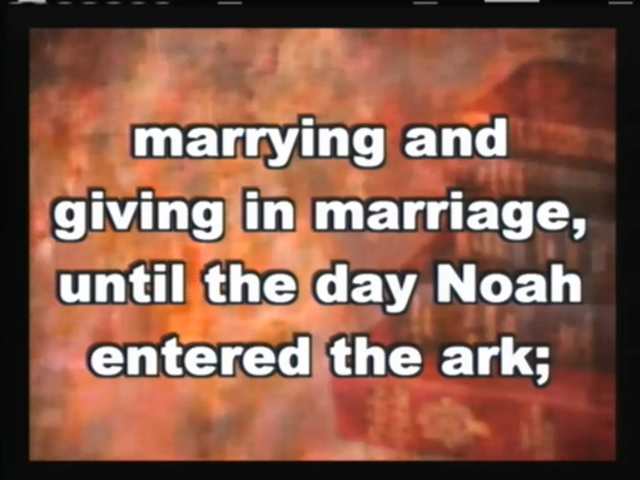 marrying and
giving in marriage,
until the day Noah
entered the ark;